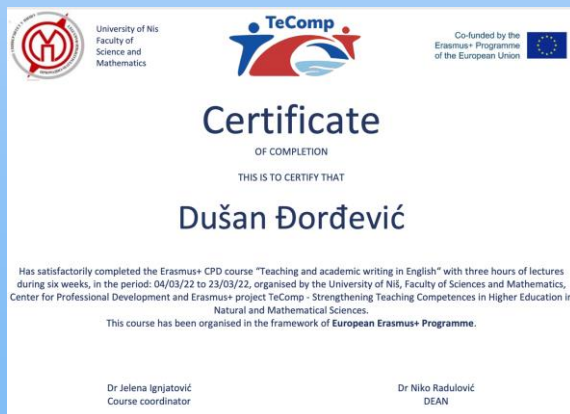 University of Nis
Faculty of
Science and
Mathematics
TeComp
Co-funded by the
Erasmus+ Programme
of the European Union
Certificate
OF COMPLETION
THIS IS TO CERTIFY THAT
Dušan Đorđević
Has satisfactorily completed the Erasmus+ CPD course "Teaching and academic writing in English" with three hours of lectures
during six weeks, in the period: 04/03/22 to 23/03/22, organised by the University of Niš, Faculty of Sciences and Mathematics,
Center for Professional Development and Erasmus+ project TeComp - Strengthening Teaching Competences in Higher Education in
Natural and Mathematical Sciences.
This course has been organised in the framework of European Erasmus+ Programme.
Dr Jelena Ignjatović
Course coordinator
Dr Niko Radulović
DEAN